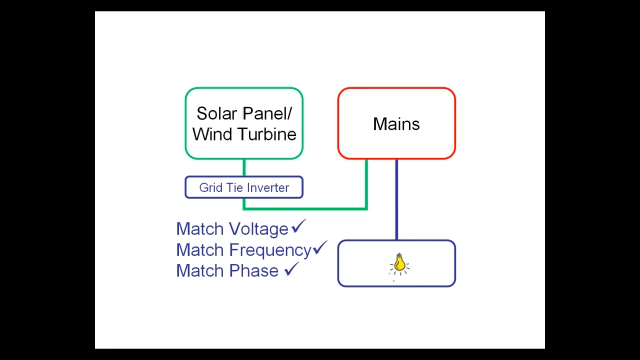 Solar Panel/
Wind Turbine
Mains
Grid Tie Inverter
Match Voltage ✓
Match Frequency ✓
Match Phase ✓